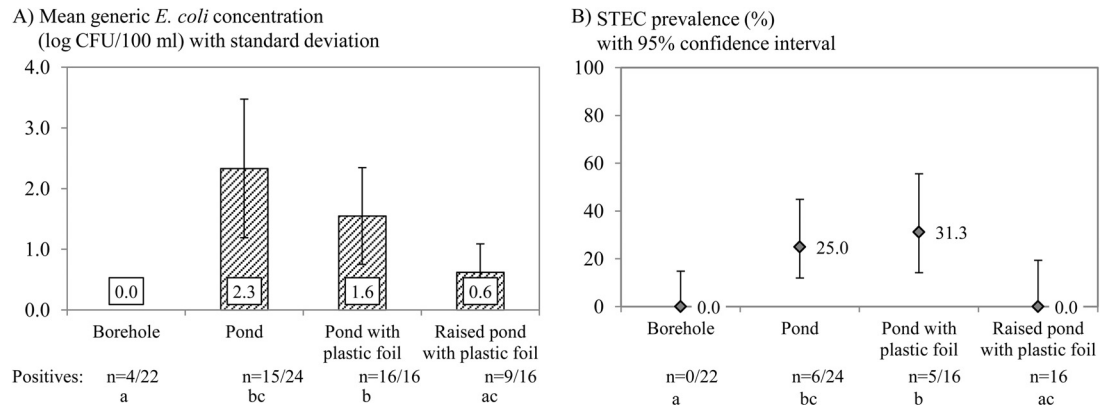 A) Mean generic E. coli concentration
(log CFU/100 ml) with standard deviation
4.0
3.0
2.0
1.0
0.0
0.0
2.3
1.6
0.6
Borehole
Pond
Pond with
plastic foil
Raised pond
with plastic foil
Positives:
n=4/22
n=15/24
n=16/16
n=9/16
a
bc
b
ac
B) STEC prevalence (%)
with 95% confidence interval
100
80
60
40
20
0
0.0
25.0
31.3
0.0
Borehole
Pond
Pond with
plastic foil
Raised pond
with plastic foil
n=0/22
n=6/24
n=5/16
n=16
a
bc
b
ac